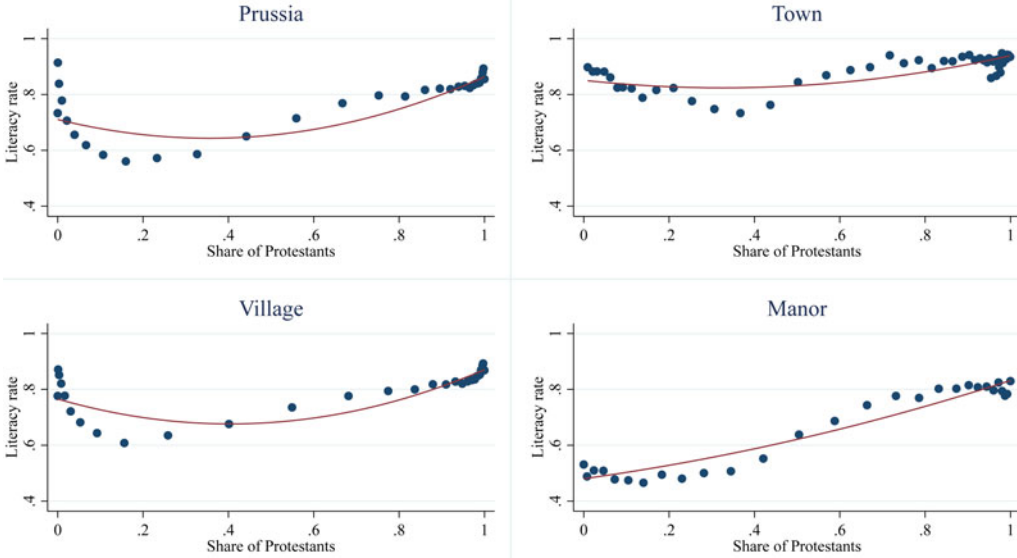 Prussia
Literacy rate
1
.8
.6
.4
0 .2 .4 .6 .8 1
Share of Protestants
Town
Literacy rate
1
.8
.6
.4
0 .2 .4 .6 .8 1
Share of Protestants
Village
Literacy rate
1
.8
.6
.4
0 .2 .4 .6 .8 1
Share of Protestants
Manor
Literacy rate
1
.8
.6
.4
0 .2 .4 .6 .8 1
Share of Protestants